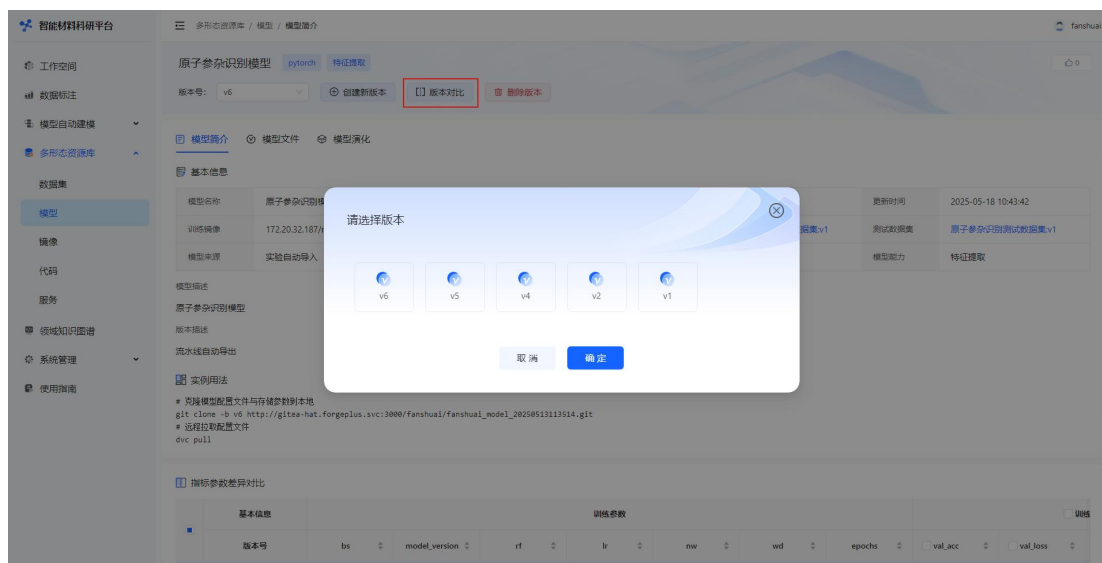 智能材料科研平台
多形态资源库 / 模型 / 模型简介
fanshuai
工作空间
数据标注
模型自动建模
多形态资源库
数据集
模型
镜像
代码
服务
领域知识图谱
系统管理
使用指南
原子参杂识别模型 pytorch 特征提取
0
版本号： v6 创建新版本 版本对比 删除版本
模型简介 模型文件 模型演化
基本信息
模型名称 原子参杂识别模 更新时间 2025-05-18 10:43:42
训练镜像 172.20.32.187/ 据集:v1 测试数据集 原子参杂识别测试数据集:v1
模型来源 实验自动导入 模型能力 特征提取
请选择版本
v6 v5 v4 v2 v1
取 消 确 定
模型描述
原子参杂识别模型
版本描述
流水线自动导出
实例用法
# 克隆模型配置文件与存储参数到本地
git clone -b v6 http://gitea-hat.forgeplus.svc:3000/fanshuai/fanshuai_model_20250513113514.git
# 远程拉取配置文件
dvc pull
指标参数差异对比
基本信息 训练参数 训练
版本号 bs model_version rf lr nw wd epochs val_acc val_loss